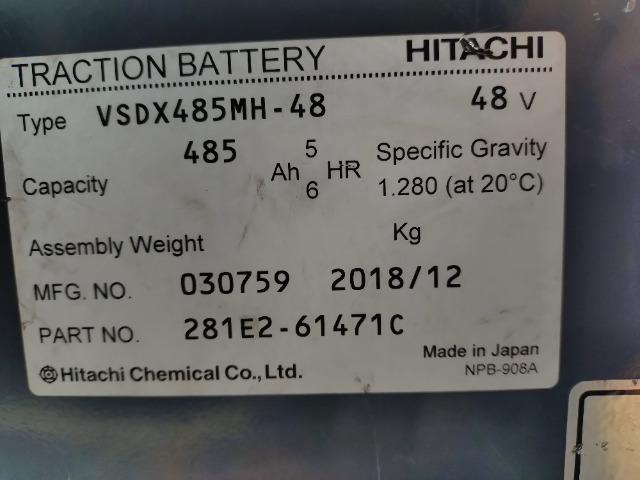 TRACTION BATTERY HITACHI
Type VSDX485MH-48 48 V
Capacity 485 Ah 5 HR Specific Gravity
6 1.280 (at 20°C)
Assembly Weight Kg
MFG. NO. 030759 2018/12
PART NO. 281E2-61471C
Made in Japan
Hitachi Chemical Co.,Ltd. NPB-908A